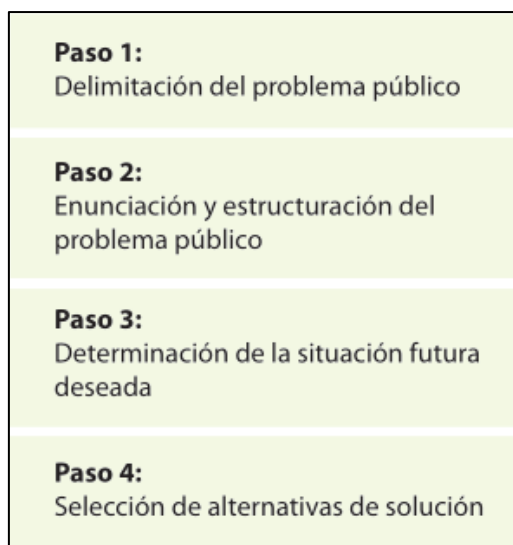 Paso 1:
Delimitación del problema público
Paso 2:
Enunciación y estructuración del
problema público
Paso 3:
Determinación de la situación futura
deseada
Paso 4:
Selección de alternativas de solución